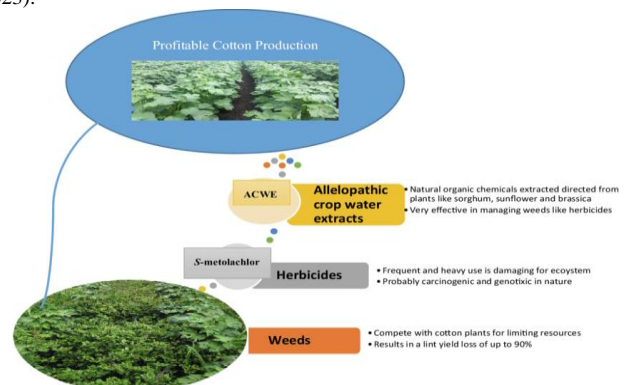 023).
Profitable Cotton Production
ACWE
Allelopathic
crop water
extracts
• Natural organic chemicals extracted directed from
plants like sorghum, sunflower and brassica
• Very effective in managing weeds like herbicides
S-metolachlor
Herbicides
• Frequent and heavy use is damaging for ecoystem
• Probably carcinogenic and genotixic in nature
Weeds
• Compete with cotton plants for limiting resources
• Results in a lint yield loss of up to 90%